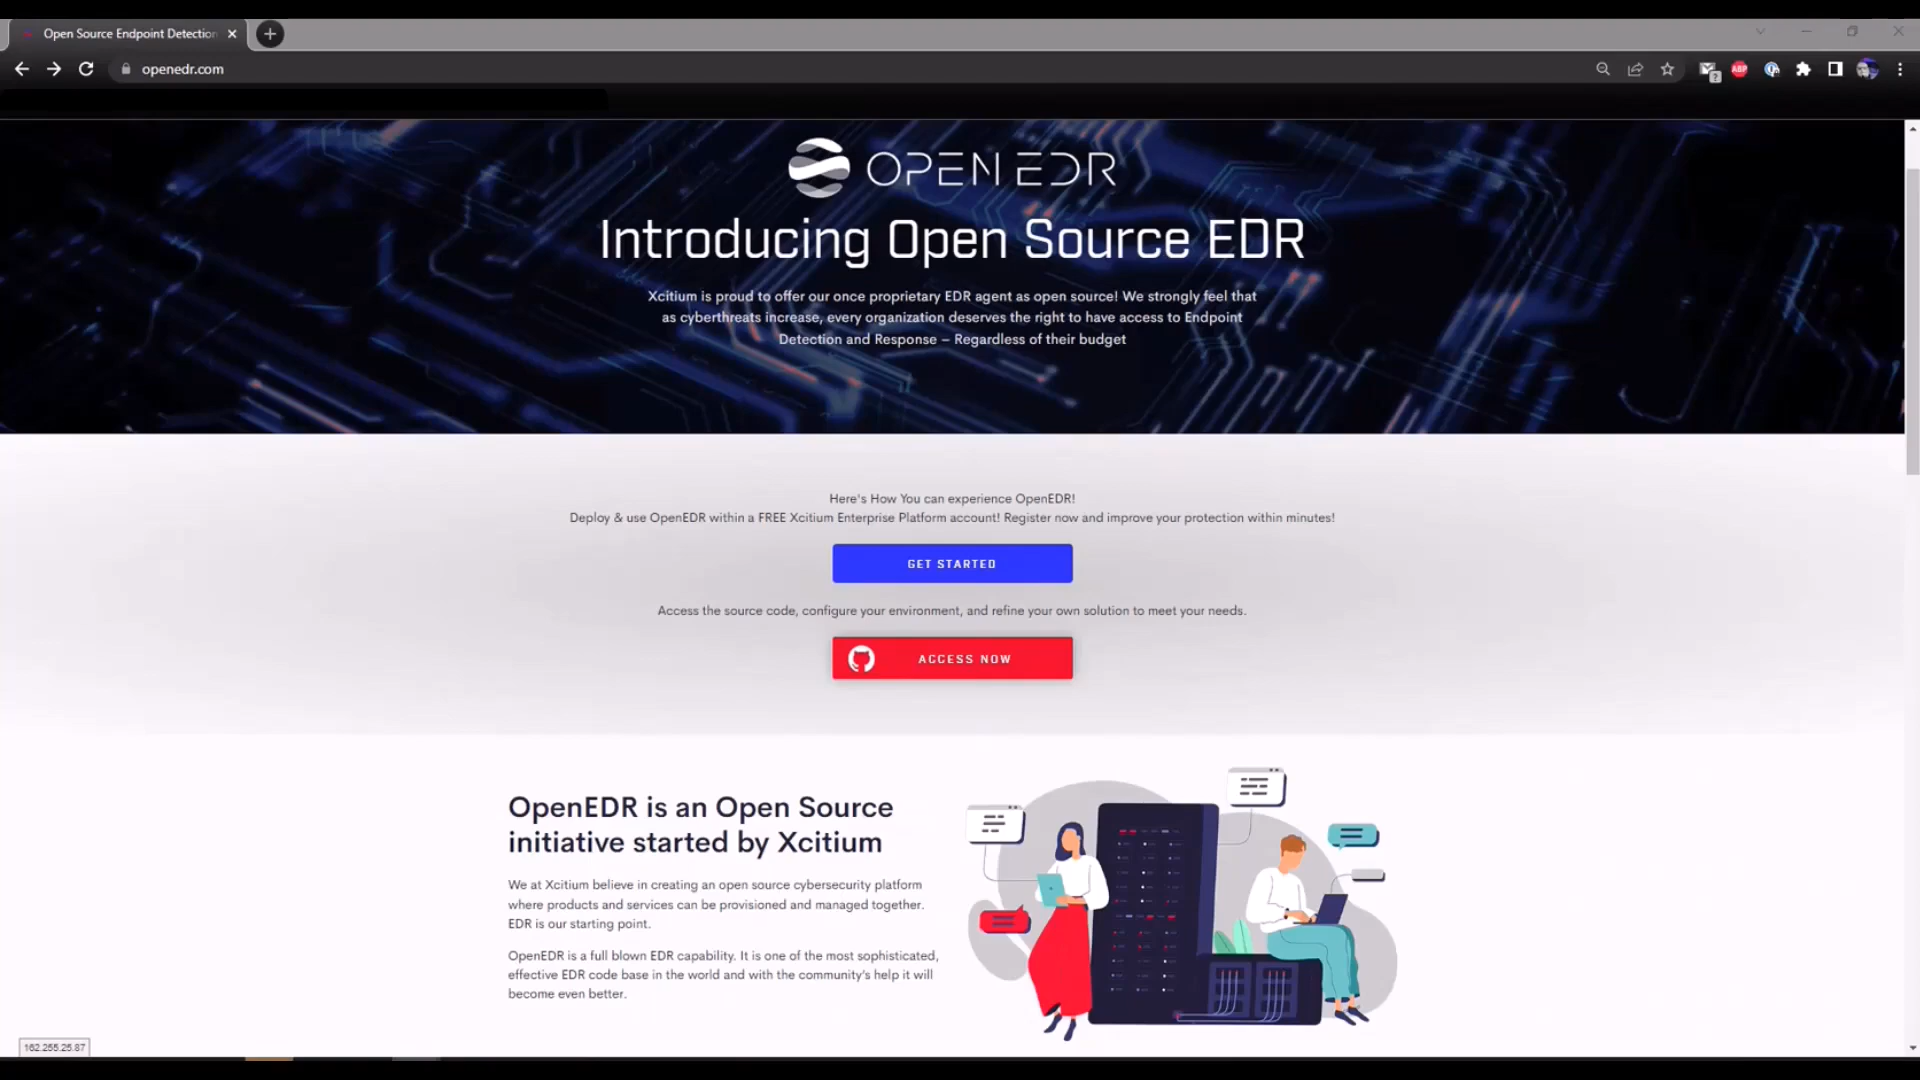 Open Source Endpoint Detection
openedr.com
ABP
OPEN EDR
Introducing Open Source EDR
Xcitium is proud to offer our once proprietary EDR agent as open source! We strongly feel that
as cyberthreats increase, every organization deserves the right to have access to Endpoint
Detection and Response – Regardless of their budget
Here's How You can experience OpenEDR!
Deploy & use OpenEDR within a FREE Xcitium Enterprise Platform account! Register now and improve your protection within minutes!
GET STARTED
Access the source code, configure your environment, and refine your own solution to meet your needs.
ACCESS NOW
OpenEDR is an Open Source
initiative started by Xcitium
We at Xcitium believe in creating an open source cybersecurity platform
where products and services can be provisioned and managed together.
EDR is our starting point.
OpenEDR is a full blown EDR capability. It is one of the most sophisticated,
effective EDR code base in the world and with the community's help it will
become even better.
162.255.25.87